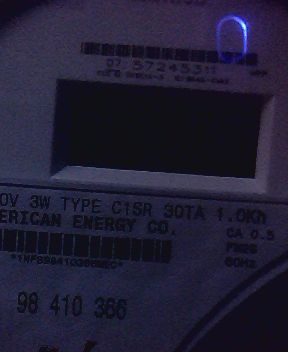 07. 57245311
0V 3W TYPE C1SR 30TA 1.0Kh
ERICAN ENERGY CO.
CA 0.5
FM2S
60Hz
98 410 366